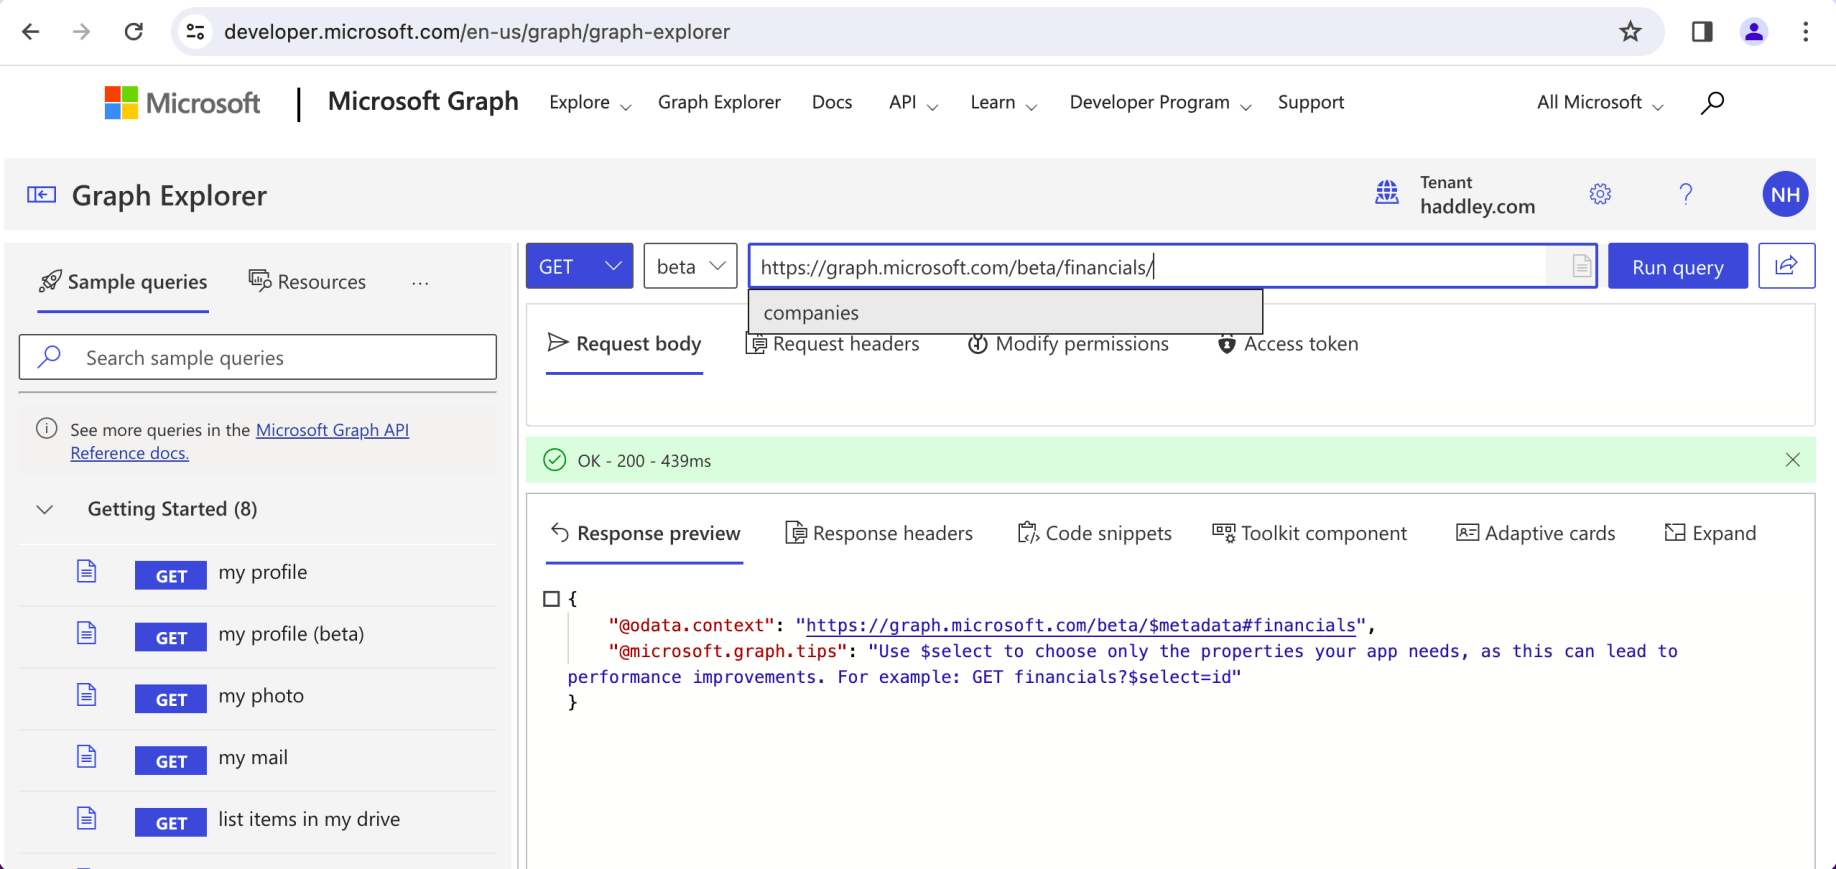 developer.microsoft.com/en-us/graph/graph-explorer
Microsoft
Microsoft Graph
Explore
Graph Explorer
Docs
API
Learn
Developer Program
Support
All Microsoft
Graph Explorer
Tenant
haddley.com
?
NH
Sample queries
Resources
...
GET
beta
https://graph.microsoft.com/beta/financials/
Run query
companies
Search sample queries
Request body
Request headers
Modify permissions
Access token
See more queries in the Microsoft Graph API
Reference docs.
OK - 200 - 439ms
Getting Started (8)
GET my profile
GET my profile (beta)
GET my photo
GET my mail
GET list items in my drive
Response preview
Response headers
Code snippets
Toolkit component
Adaptive cards
Expand
{
"@odata.context": "https://graph.microsoft.com/beta/$metadata#financials",
"@microsoft.graph.tips": "Use $select to choose only the properties your app needs, as this can lead to
performance improvements. For example: GET financials?$select=id"
}